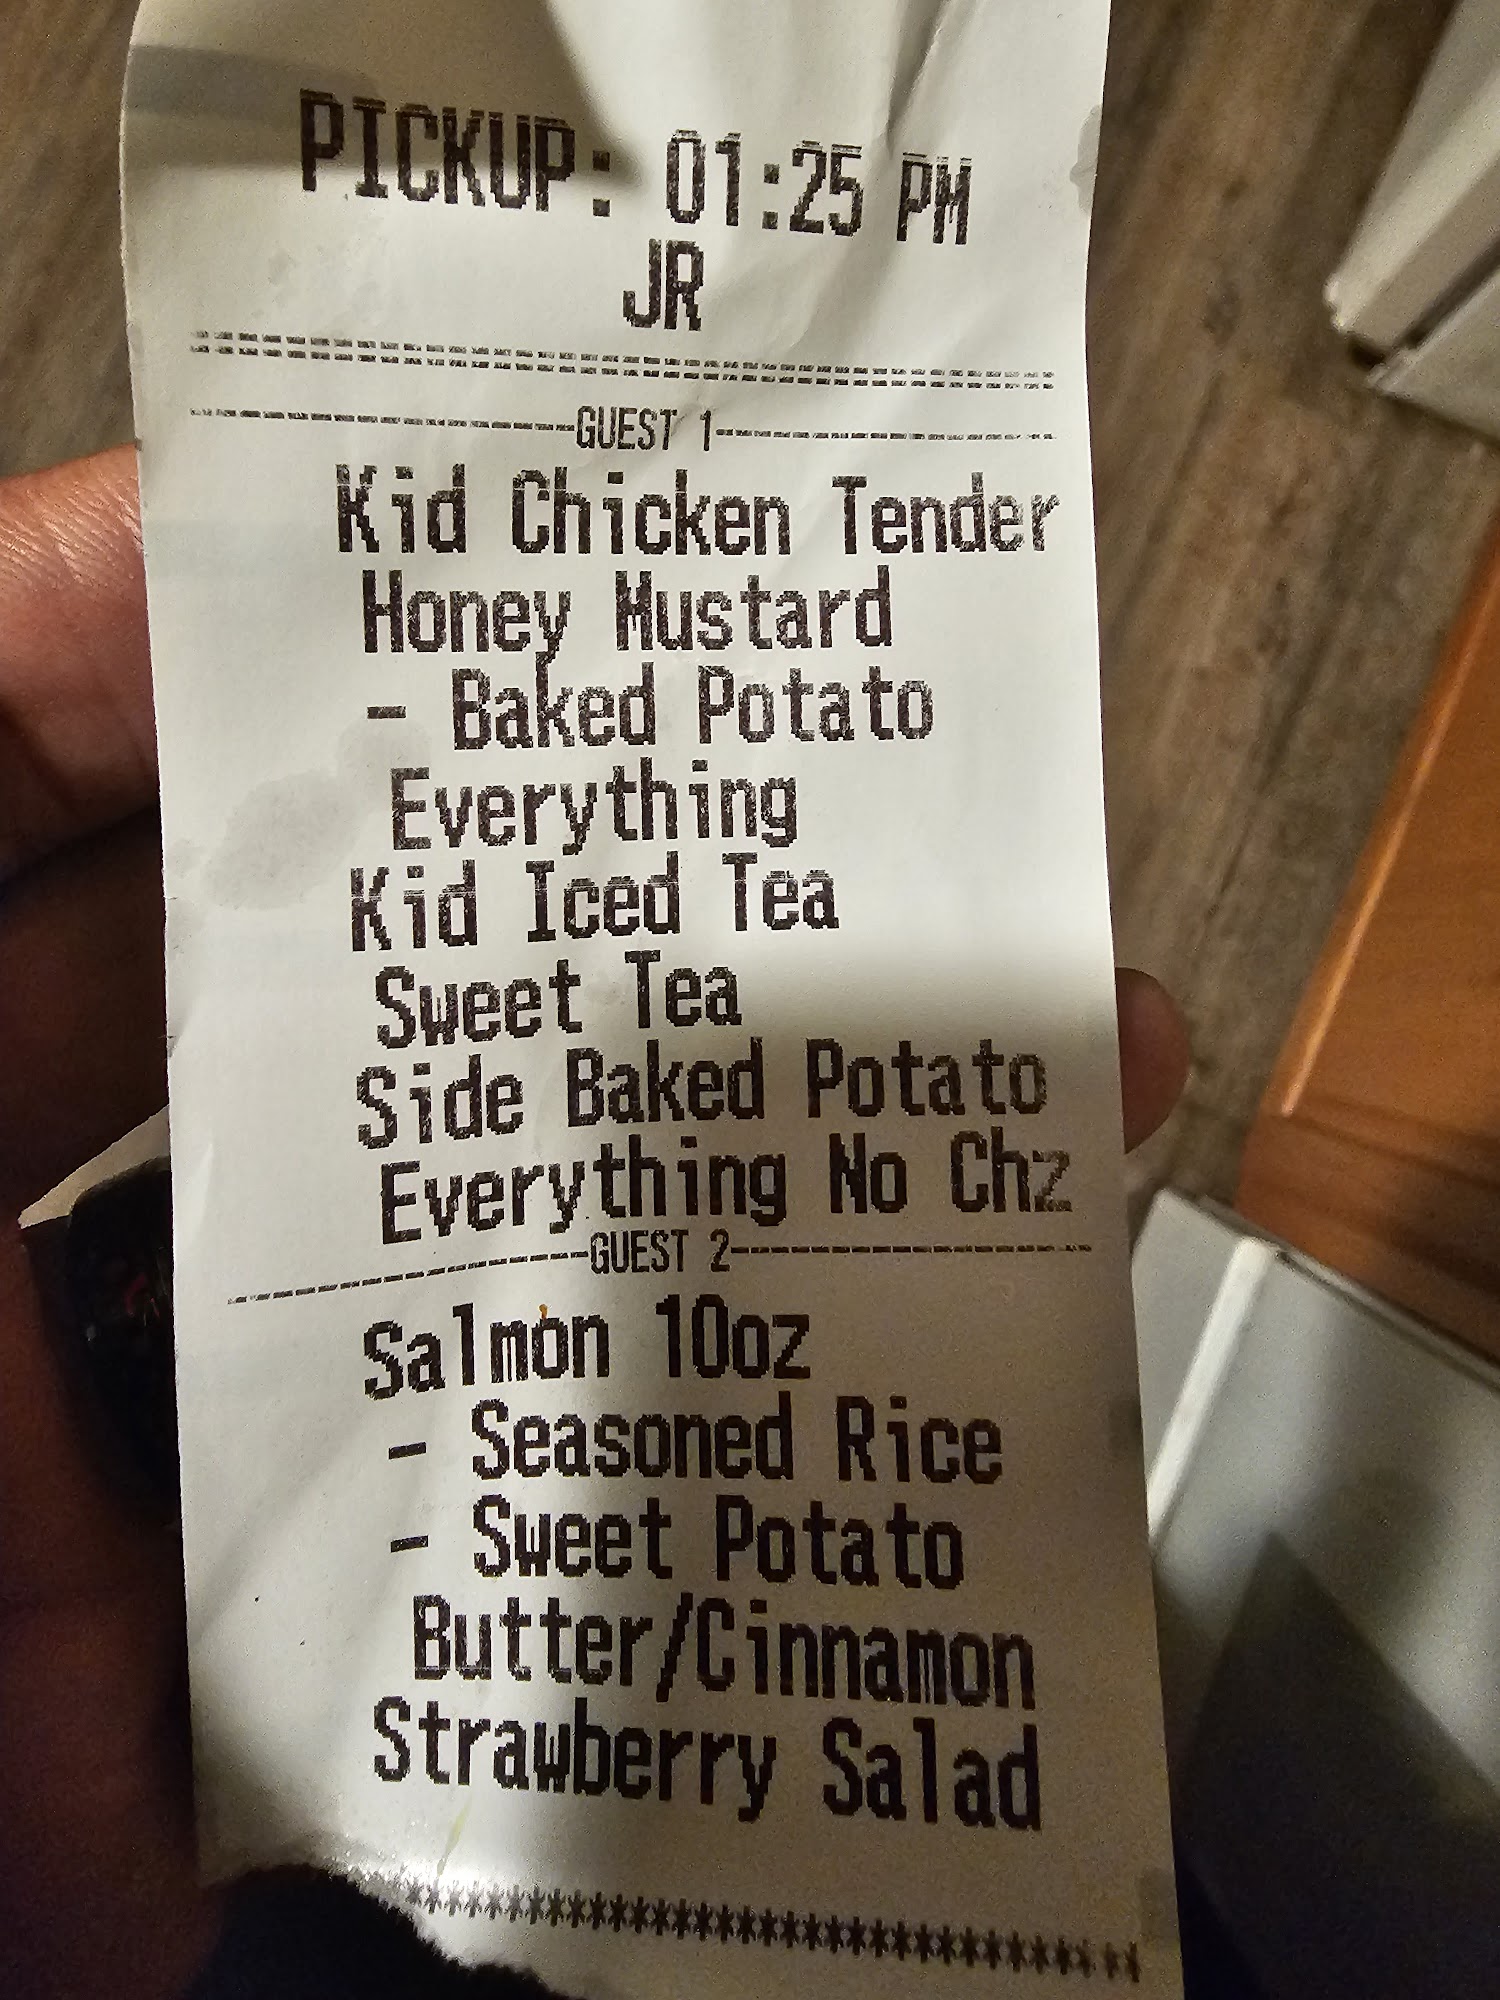 PICKUP: 01:25 PM
JR
GUEST 1
Kid Chicken Tender
Honey Mustard
- Baked Potato
Everything
Kid Iced Tea
Sweet Tea
Side Baked Potato
Everything No Chz
GUEST 2
Salmon 10oz
- Seasoned Rice
- Sweet Potato
Butter/Cinnamon
Strawberry Salad